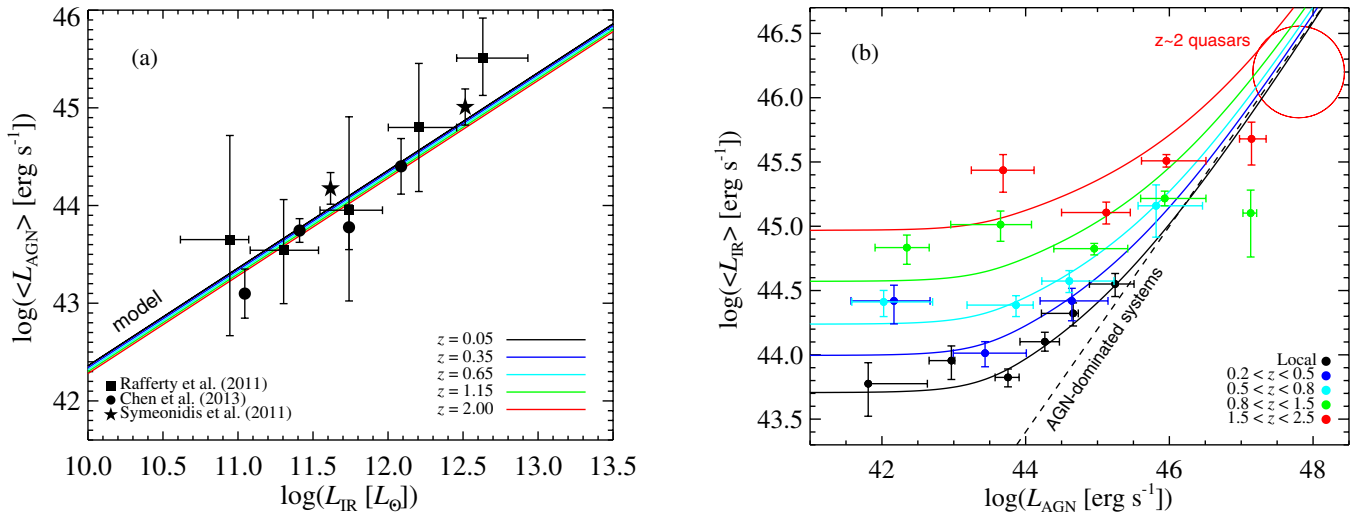 (a)
log(<L_AGN> [erg s⁻¹])
45
44
43
42
model
z = 0.05
z = 0.35
z = 0.65
z = 1.15
z = 2.00
Rafferty et al. (2011)
Chen et al. (2013)
Symeonidis et al. (2011)
10.0 10.5 11.0 11.5 12.0 12.5 13.0 13.5
log(L_IR [L_⊙])
(b)
z~2 quasars
log(<L_IR> [erg s⁻¹])
46.5
46.0
45.5
45.0
44.5
44.0
43.5
AGN-dominated systems
Local
0.2 < z < 0.5
0.5 < z < 0.8
0.8 < z < 1.5
1.5 < z < 2.5
42 44 46 48
log(L_AGN [erg s⁻¹])